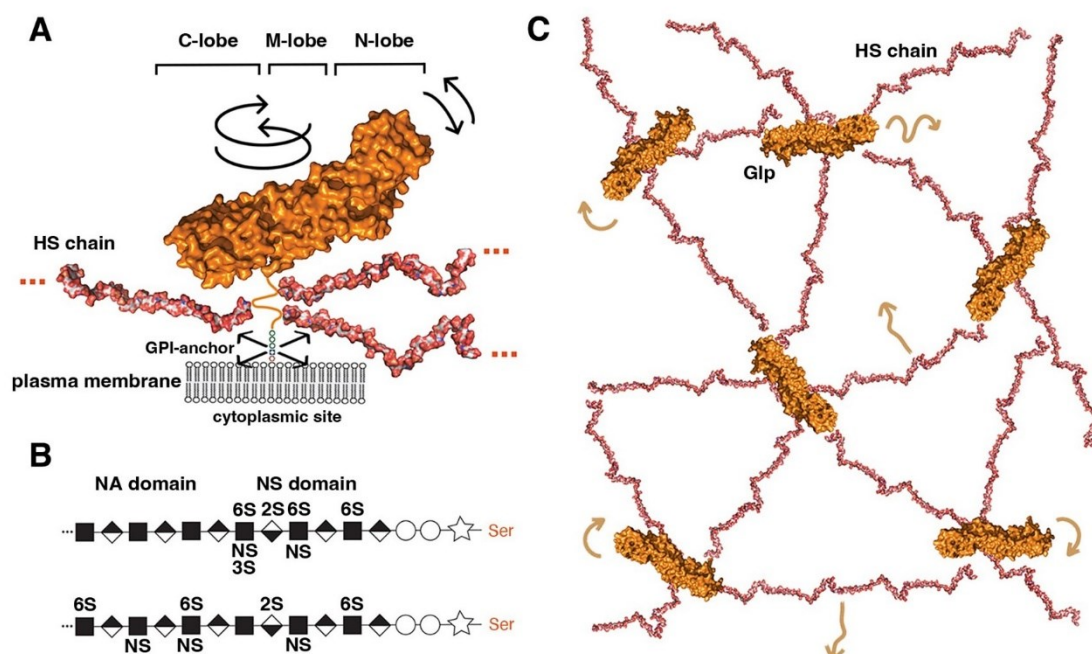 A
C-lobe M-lobe N-lobe
HS chain
GPI-anchor
plasma membrane
cytoplasmic site
B
NA domain NS domain
6S 2S 6S 6S
Ser
NS NS
3S
6S 6S 2S 6S
Ser
NS NS NS
C
HS chain
Glp